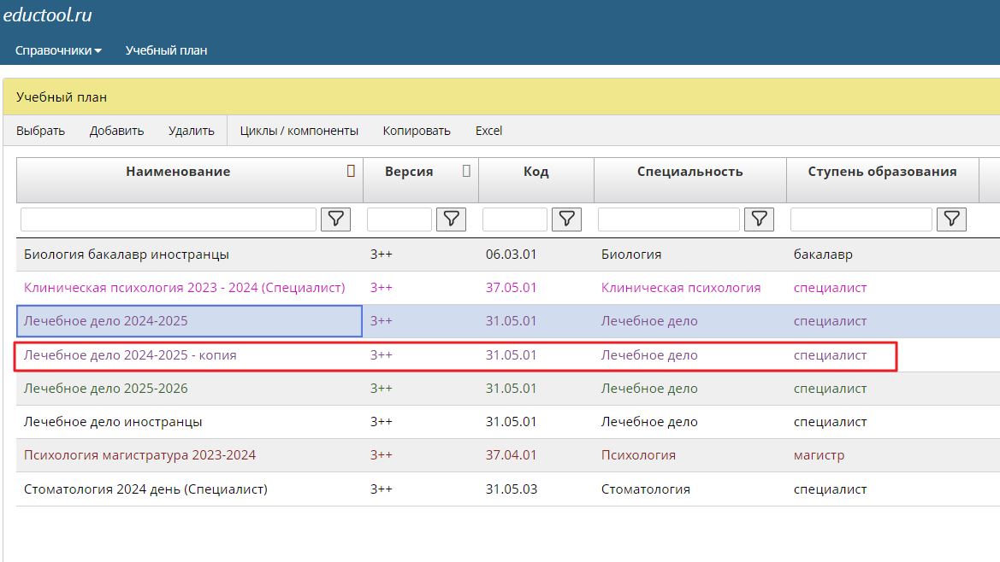 eductool.ru
Справочники Учебный план
Учебный план
Выбрать Добавить Удалить Циклы / компоненты Копировать Excel
Наименование Версия Код Специальность Ступень образования
Биология бакалавр иностранцы 3++ 06.03.01 Биология бакалавр
Клиническая психология 2023 - 2024 (Специалист) 3++ 37.05.01 Клиническая психология специалист
Лечебное дело 2024-2025 3++ 31.05.01 Лечебное дело специалист
Лечебное дело 2024-2025 - копия 3++ 31.05.01 Лечебное дело специалист
Лечебное дело 2025-2026 3++ 31.05.01 Лечебное дело специалист
Лечебное дело иностранцы 3++ 31.05.01 Лечебное дело специалист
Психология магистратура 2023-2024 3++ 37.04.01 Психология магистр
Стоматология 2024 день (Специалист) 3++ 31.05.03 Стоматология специалист